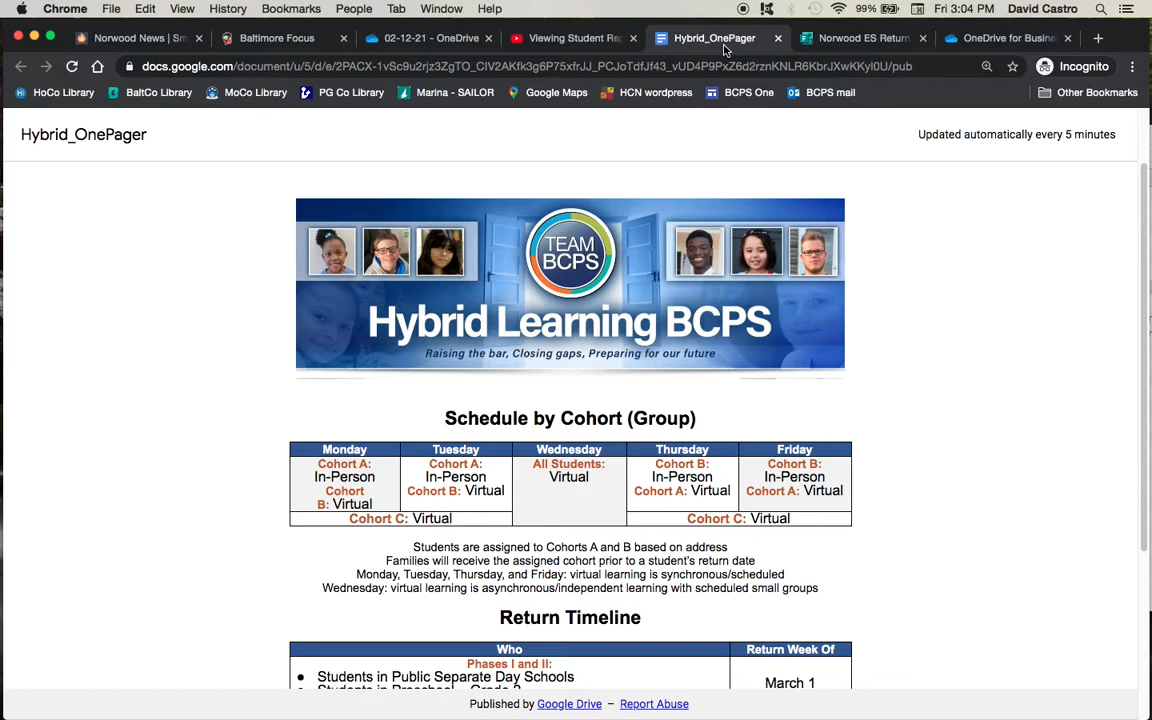 Chrome File Edit View History Bookmarks People Tab Window Help 99% Fri 3:04 PM David Castro
Norwood News | Sm Baltimore Focus 02-12-21 - OneDrive Viewing Student Rep Hybrid_OnePager Norwood ES Return OneDrive for Busine
docs.google.com/document/u/5/d/e/2PACX-1vSc9u2rjz3ZgTO_CIV2AKfk3g6P75xfrJJ_PCJoTdfJf43_vUD4P9PxZ6d2rznKNLR6KbrJXwKKyl0U/pub Incognito
HoCo Library BaltCo Library MoCo Library PG Co Library Marina - SAILOR Google Maps HCN wordpress BCPS One BCPS mail Other Bookmarks
Hybrid_OnePager Updated automatically every 5 minutes
TEAM
BCPS
Hybrid Learning BCPS
Raising the bar, Closing gaps, Preparing for our future
Schedule by Cohort (Group)
Monday Tuesday Wednesday Thursday Friday
Cohort A: Cohort A: All Students: Cohort B: Cohort B:
In-Person In-Person Virtual In-Person In-Person
Cohort Cohort B: Virtual Cohort A: Virtual Cohort A: Virtual
B: Virtual
Cohort C: Virtual Cohort C: Virtual
Students are assigned to Cohorts A and B based on address
Families will receive the assigned cohort prior to a student's return date
Monday, Tuesday, Thursday, and Friday: virtual learning is synchronous/scheduled
Wednesday: virtual learning is asynchronous/independent learning with scheduled small groups
Return Timeline
Who Return Week Of
Phases I and II:
• Students in Public Separate Day Schools March 1
• Students in Preschool – Grade 2
Published by Google Drive – Report Abuse